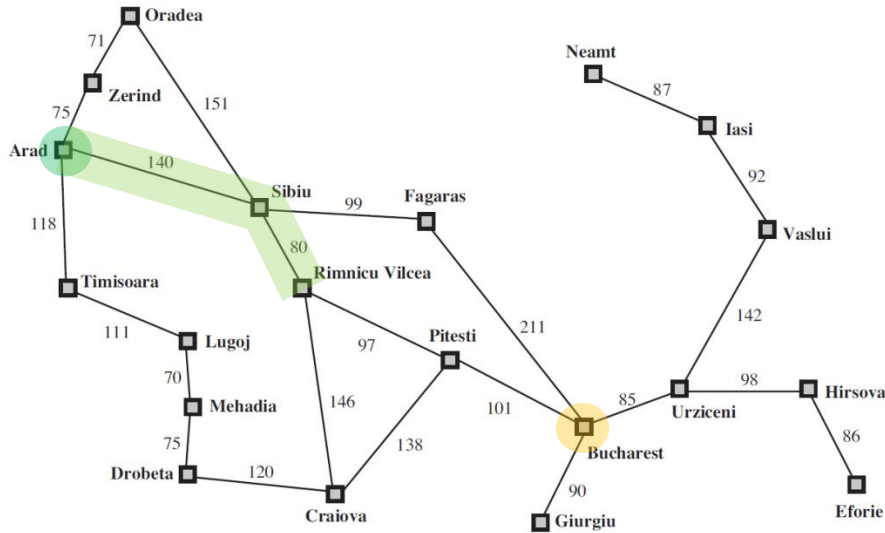 Oradea
71
Neamt
87
Zerind
151
75
Iasi
Arad
140
92
Sibiu
99
Fagaras
118
80
Vaslui
Timisoara
Rimnicu Vilcea
142
111
211
Lugoj
97
Pitesti
70
98
Hirsova
Mehadia
146
101
85
Urziceni
75
138
Bucharest
86
Drobeta
120
90
Craiova
Giurgiu
Eforie